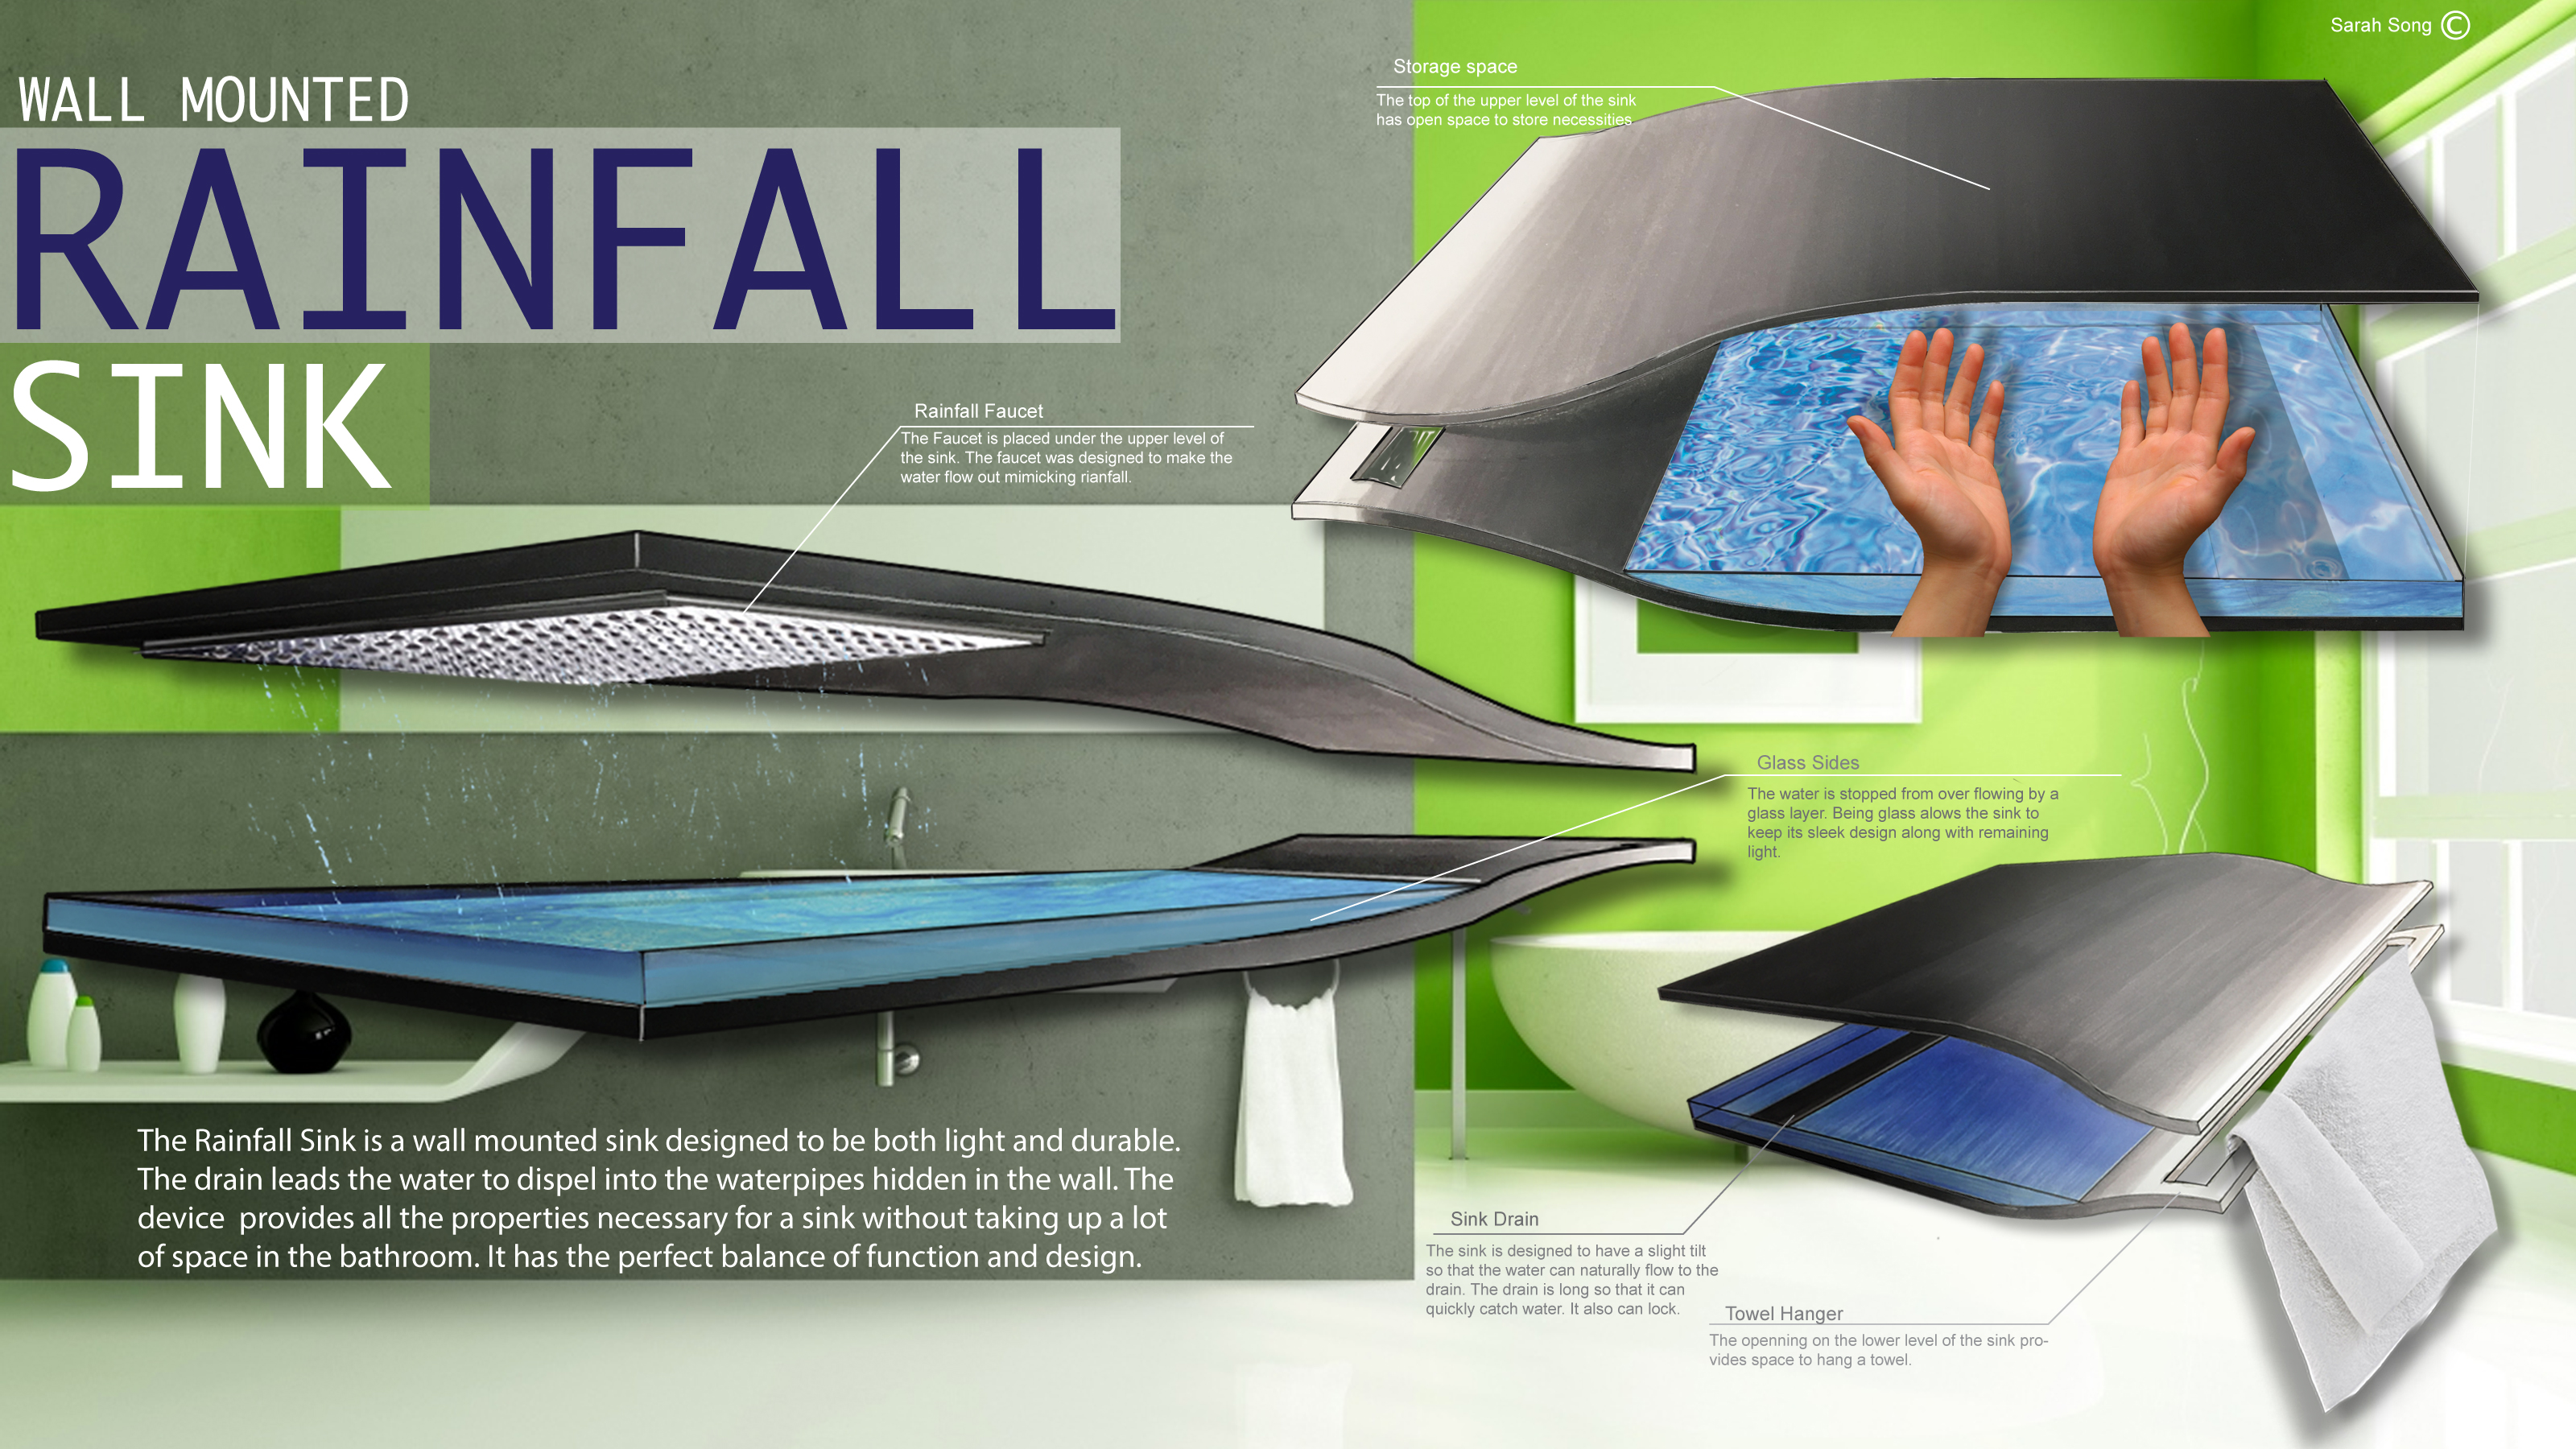 Sarah Song ©
WALL MOUNTED
RAINFALL
SINK
Storage space
The top of the upper level of the sink
has open space to store necessities.
Rainfall Faucet
The Faucet is placed under the upper level of
the sink. The faucet was designed to make the
water flow out mimicking rianfall.
Glass Sides
The water is stopped from over flowing by a
glass layer. Being glass alows the sink to
keep its sleek design along with remaining
light.
The Rainfall Sink is a wall mounted sink designed to be both light and durable.
The drain leads the water to dispel into the waterpipes hidden in the wall. The
device provides all the properties necessary for a sink without taking up a lot
of space in the bathroom. It has the perfect balance of function and design.
Sink Drain
The sink is designed to have a slight tilt
so that the water can naturally flow to the
drain. The drain is long so that it can
quickly catch water. It also can lock.
Towel Hanger
The openning on the lower level of the sink pro-
vides space to hang a towel.